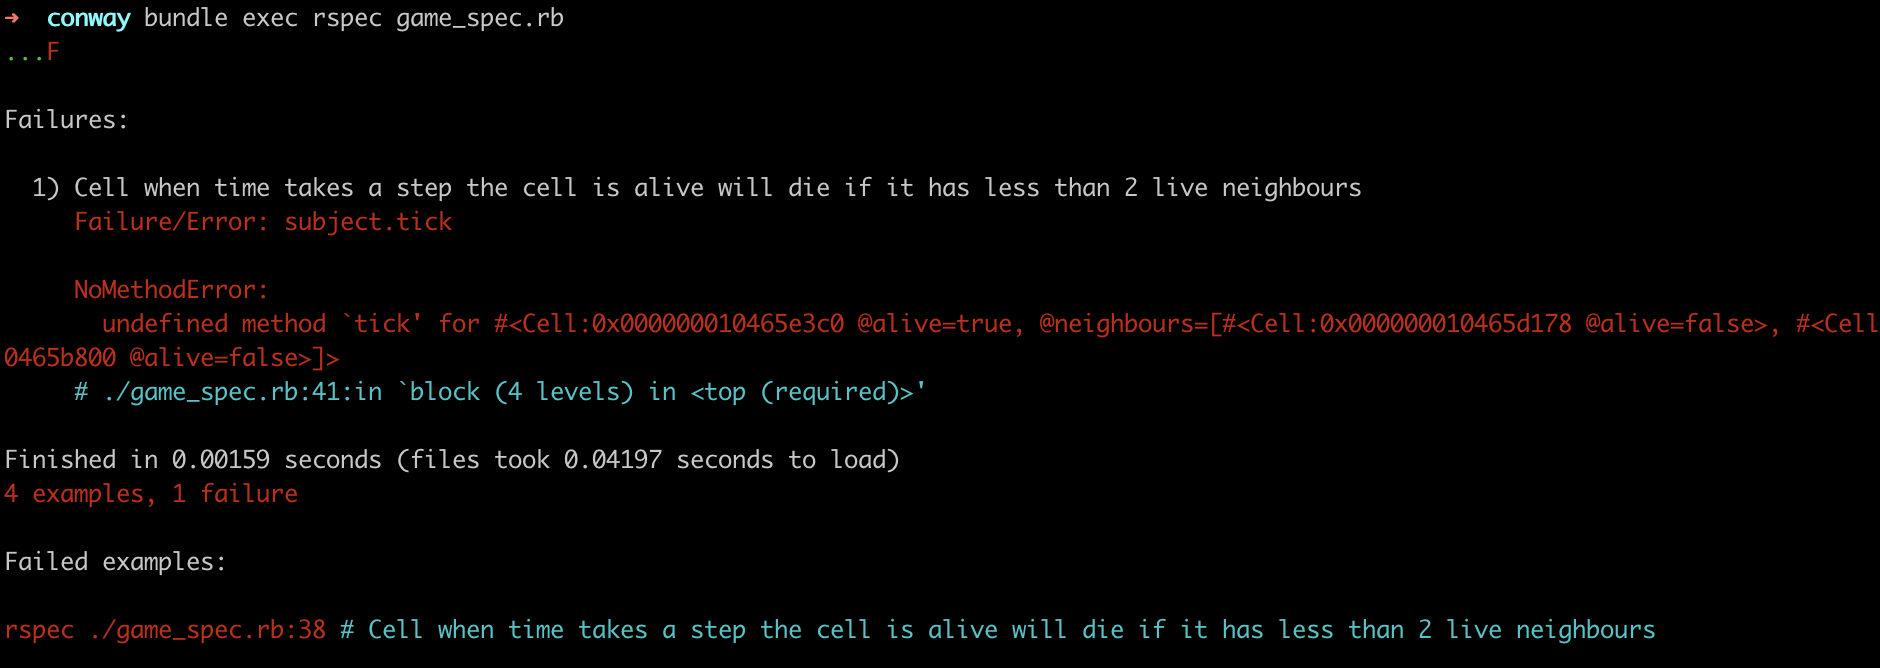 ➜  conway bundle exec rspec game_spec.rb
...F
Failures:
1) Cell when time takes a step the cell is alive will die if it has less than 2 live neighbours
Failure/Error: subject.tick
NoMethodError:
undefined method `tick' for #<Cell:0x000000010465e3c0 @alive=true, @neighbours=[#<Cell:0x000000010465d178 @alive=false>, #<Cell
0465b800 @alive=false>]>
# ./game_spec.rb:41:in `block (4 levels) in <top (required)>'
Finished in 0.00159 seconds (files took 0.04197 seconds to load)
4 examples, 1 failure
Failed examples:
rspec ./game_spec.rb:38 # Cell when time takes a step the cell is alive will die if it has less than 2 live neighbours